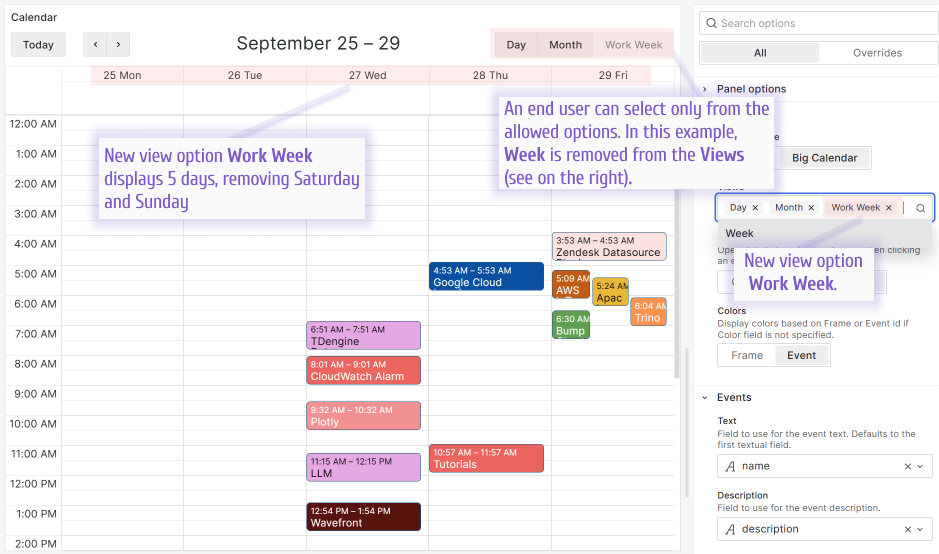 Calendar
Today
September 25 – 29
Day
Month
Work Week
25 Mon
26 Tue
27 Wed
28 Thu
29 Fri
12:00 AM
1:00 AM
2:00 AM
3:00 AM
4:00 AM
5:00 AM
6:00 AM
7:00 AM
8:00 AM
9:00 AM
10:00 AM
11:00 AM
12:00 PM
1:00 PM
2:00 PM
New view option Work Week
displays 5 days, removing Saturday
and Sunday
An end user can select only from the
allowed options. In this example,
Week is removed from the Views
(see on the right).
6:51 AM – 7:51 AM
TDengine
8:01 AM – 9:01 AM
CloudWatch Alarm
9:32 AM – 10:32 AM
Plotly
11:15 AM – 12:15 PM
LLM
12:54 PM – 1:54 PM
Wavefront
4:53 AM – 5:53 AM
Google Cloud
10:57 AM – 11:57 AM
Tutorials
3:53 AM – 4:53 AM
Zendesk Datasource
5:09 AM
AWS
5:24 AM
Apac
6:04 AM
Trino
6:30 AM
Bump
Search options
All
Overrides
Panel options
Big Calendar
Day
Month
Work Week
Week
New view option
Work Week.
Colors
Display colors based on Frame or Event id if
Color field is not specified.
Frame
Event
Events
Text
Field to use for the event text. Defaults to the
first textual field.
name
Description
Field to use for the event description.
description